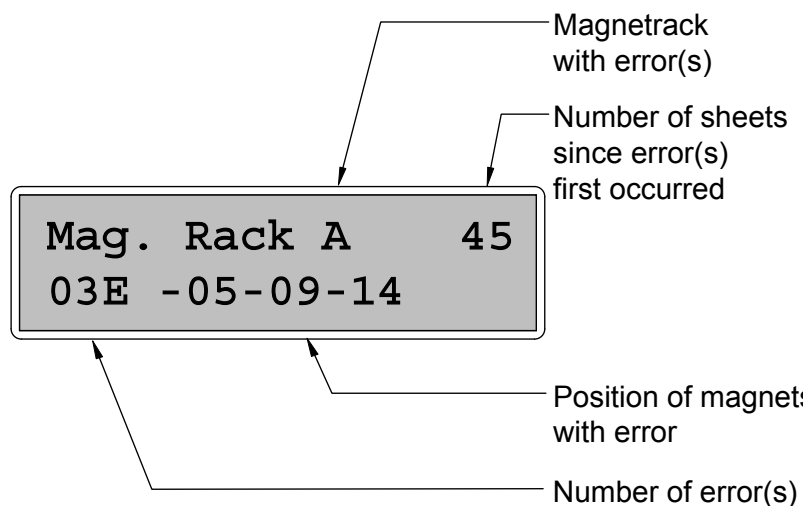 Magnetrack
with error(s)
Number of sheets
since error(s)
first occurred
Mag. Rack A 45
03E -05-09-14
Position of magnets
with error
Number of error(s)